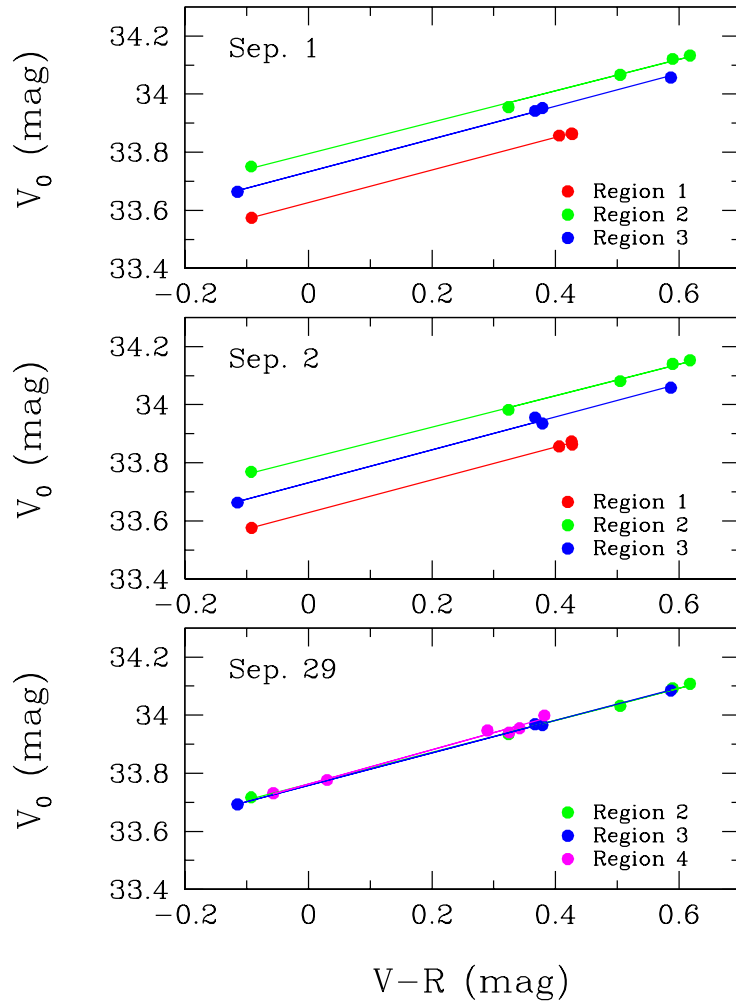 Sep. 1
V0 (mag)
34.2
34
33.8
33.6
33.4
Region 1
Region 2
Region 3
−0.2 0 0.2 0.4 0.6
Sep. 2
V0 (mag)
34.2
34
33.8
33.6
33.4
Region 1
Region 2
Region 3
−0.2 0 0.2 0.4 0.6
Sep. 29
V0 (mag)
34.2
34
33.8
33.6
33.4
Region 2
Region 3
Region 4
−0.2 0 0.2 0.4 0.6
V−R (mag)